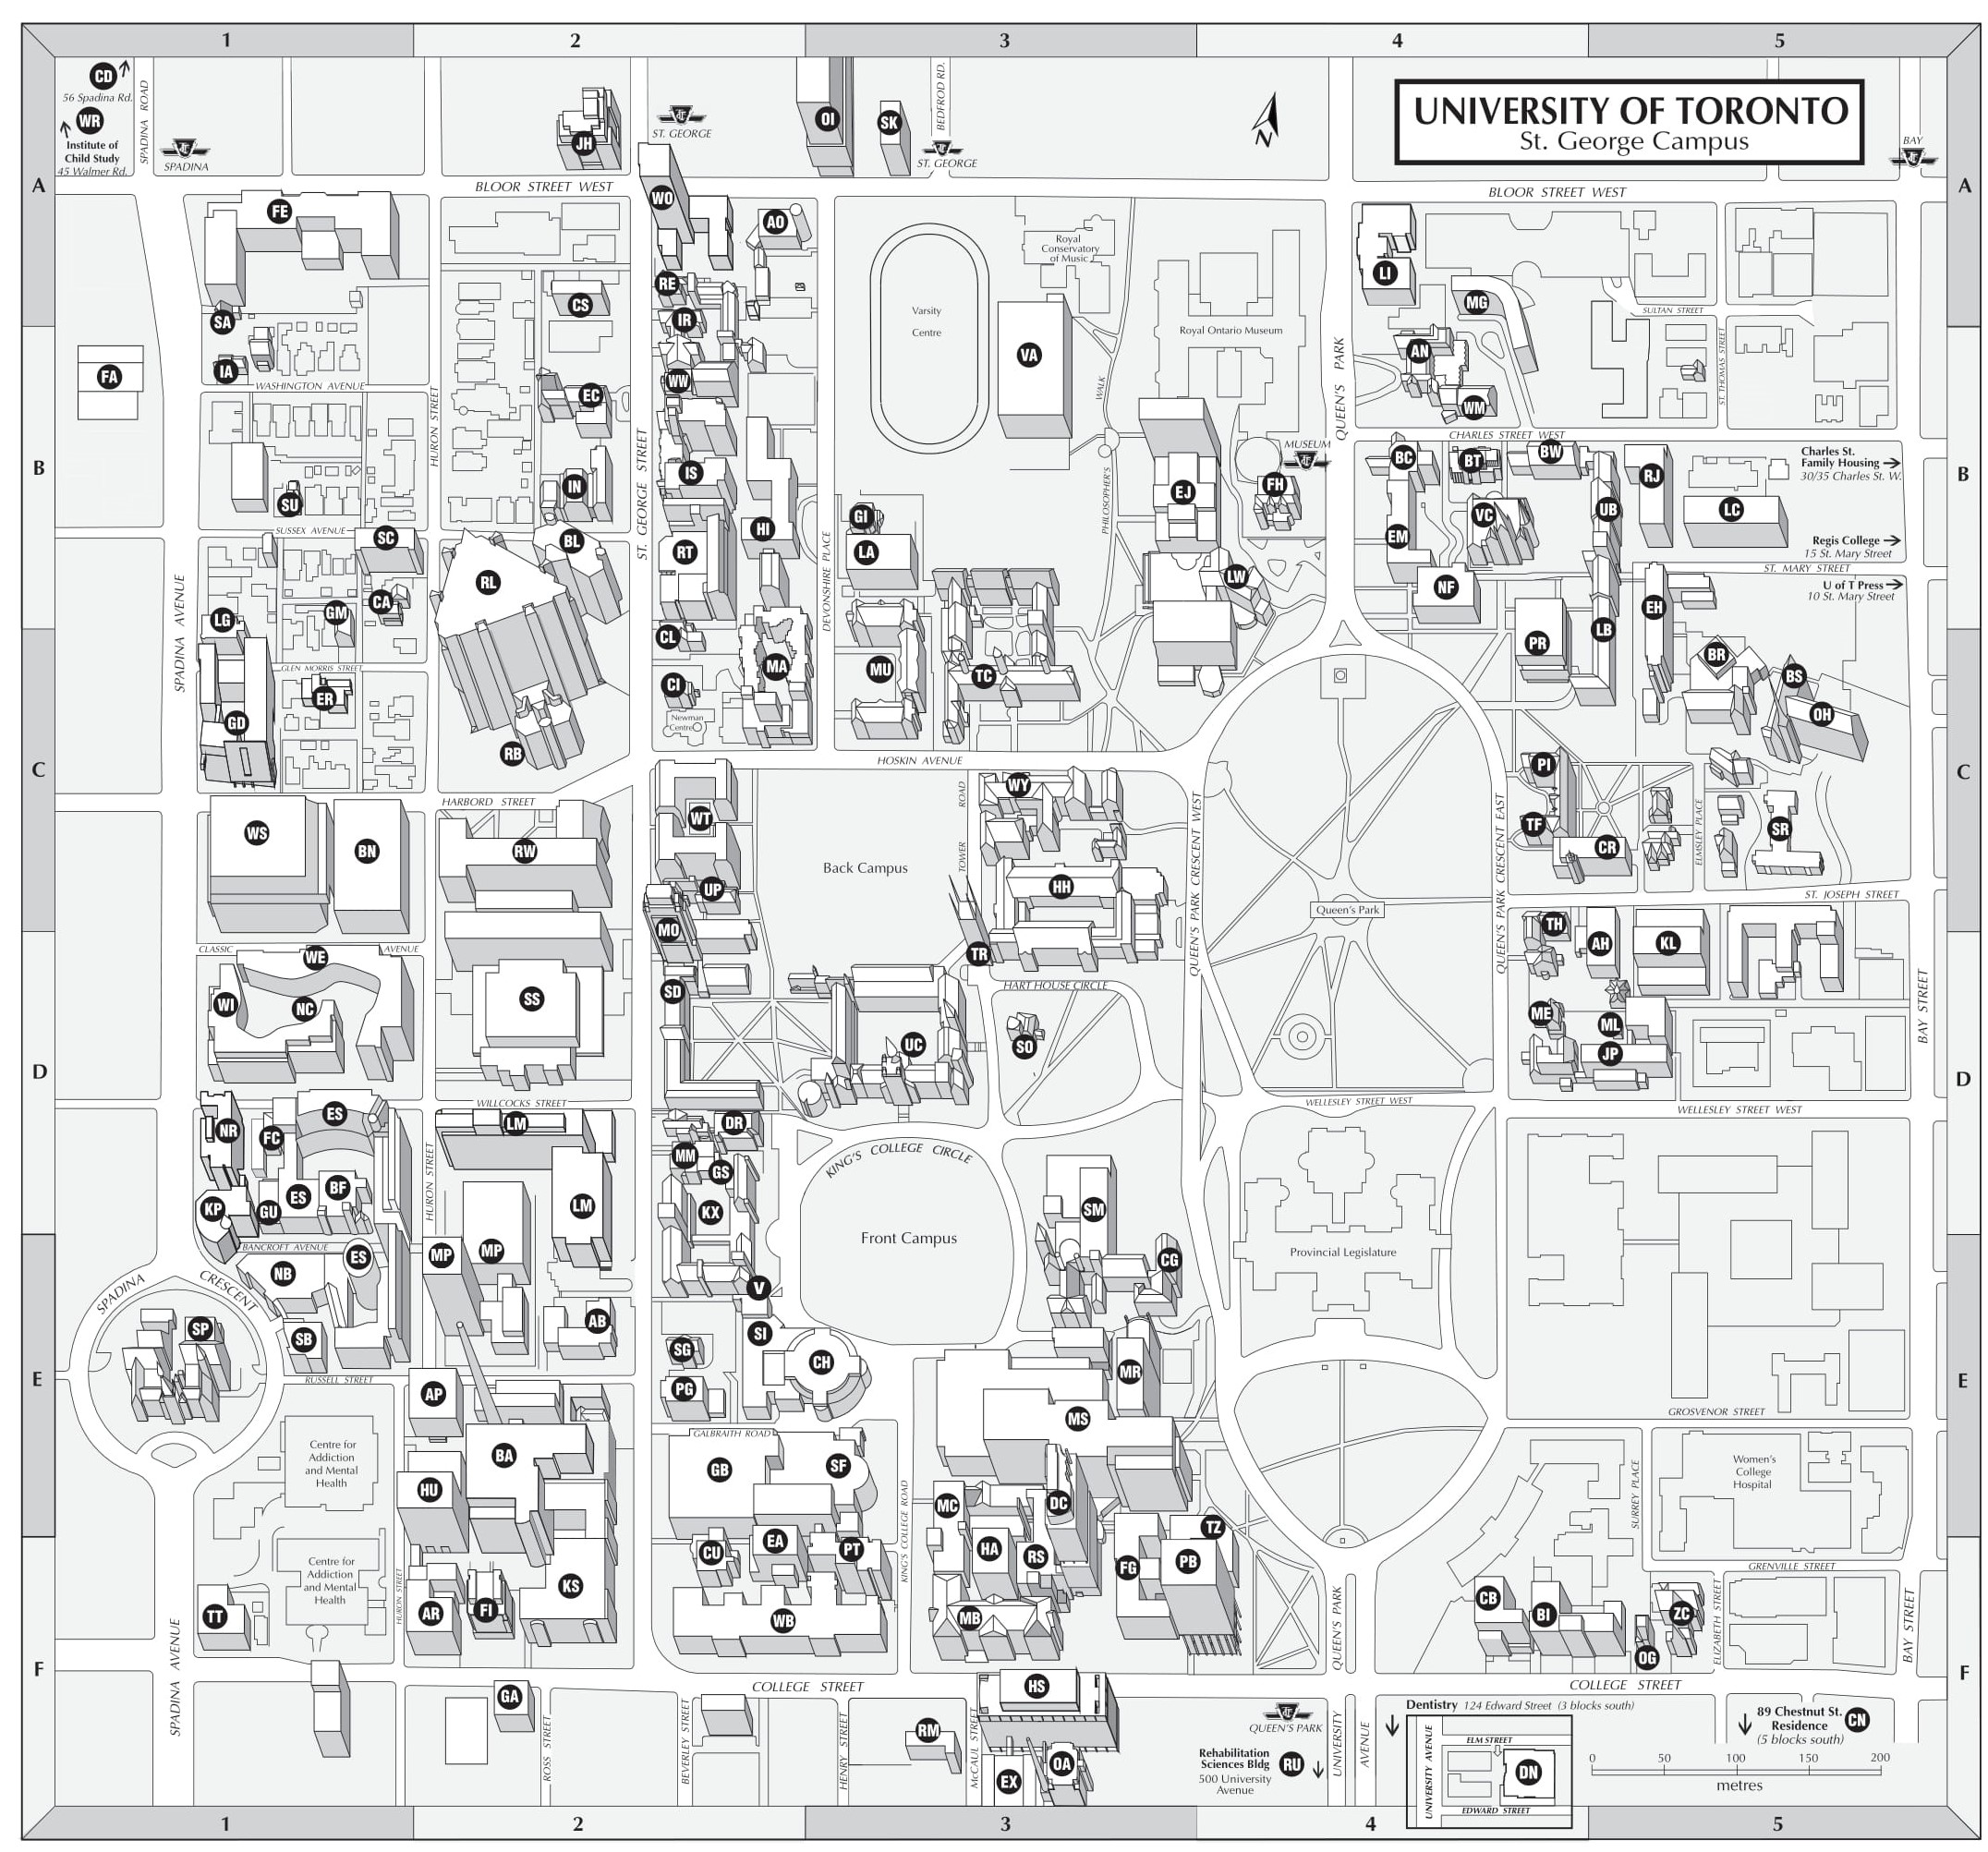 1 2 3 4 5
UNIVERSITY OF TORONTO
St. George Campus
CD
56 Spadina Rd.
WR
Institute of
Child Study
45 Walmer Rd.
SPADINA ROAD
SPADINA
JH
ST. GEORGE
OI
SK
BEDFROD RD.
ST. GEORGE
N
BAY
A
BLOOR STREET WEST
BLOOR STREET WEST
A
FE
WO
AO
Royal
Conservatory
of Music
LI
RE
CS
MG
SULTAN STREET
SA
IR
Varsity
Centre
Royal Ontario Museum
VA
AN
QUEEN'S PARK
ST. THOMAS STREET
FA
IA
WASHINGTON AVENUE
WW
EC
WALK
WM
HURON STREET
ST. GEORGE STREET
CHARLES STREET WEST
MUSEUM
B
BC
BT
BW
Charles St.
Family Housing
30/35 Charles St. W.
B
SU
IN
IS
EJ
FH
RJ
PHILOSOPHER'S
SUSSEX AVENUE
SC
BL
HI
GI
VC
UB
LC
RT
LA
EM
Regis College
15 St. Mary Street
DEVONSHIRE PLACE
ST. MARY STREET
RL
LW
NF
U of T Press
10 St. Mary Street
SPADINA AVENUE
LG
GM
CA
CL
EH
LB
PR
GLEN MORRIS STREET
MA
MU
TC
BR
BS
ER
CI
Newman
Centre
GD
OH
RB
C
HOSKIN AVENUE
PI
C
HARBORD STREET
WY
WS
BN
RW
WT
Back Campus
TOWER ROAD
QUEEN'S PARK CRESCENT WEST
QUEEN'S PARK CRESCENT EAST
TF
CR
ELMSLEY PLACE
SR
UP
HH
ST. JOSEPH STREET
Queen's Park
MO
TH
AH
KL
CLASSIC AVENUE
WE
TR
HART HOUSE CIRCLE
WI
NC
SS
SD
ME
ML
BAY STREET
UC
SO
JP
D
D
WILLCOCKS STREET
WELLESLEY STREET WEST
WELLESLEY STREET WEST
NR
FC
ES
LM
DR
KING'S COLLEGE CIRCLE
MM
GS
HURON STREET
KP
GU
ES
BF
LM
KX
SM
Front Campus
Provincial Legislature
BANCROFT AVENUE
ES
MP
MP
CG
SPADINA CRESCENT
NB
V
SP
SB
AB
SI
SG
CH
E
RUSSELL STREET
MR
E
AP
PG
MS
GROSVENOR STREET
Centre for
Addiction
and Mental
Health
BA
GALBRAITH ROAD
GB
SF
Women's
College
Hospital
HU
MC
DC
KING'S COLLEGE ROAD
SURREY PLACE
TZ
CU
EA
PT
HA
RS
FG
PB
Centre for
Addiction
and Mental
Health
GRENVILLE STREET
HURON STREET
KS
CB
TT
AR
FI
WB
MB
BI
ZC
ELIZABETH STREET
BAY STREET
QUEEN'S PARK
OG
F
SPADINA AVENUE
COLLEGE STREET
COLLEGE STREET
F
GA
HS
ROSS STREET
BEVERLEY STREET
HENRY STREET
RM
McCAUL STREET
OA
EX
QUEEN'S PARK
Rehabilitation
Sciences Bldg
500 University
Avenue
RU
UNIVERSITY AVENUE
Dentistry 124 Edward Street (3 blocks south)
UNIVERSITY AVENUE
ELM STREET
DN
EDWARD STREET
89 Chestnut St.
Residence
(5 blocks south)
CN
0 50 100 150 200
metres
1 2 3 4 5